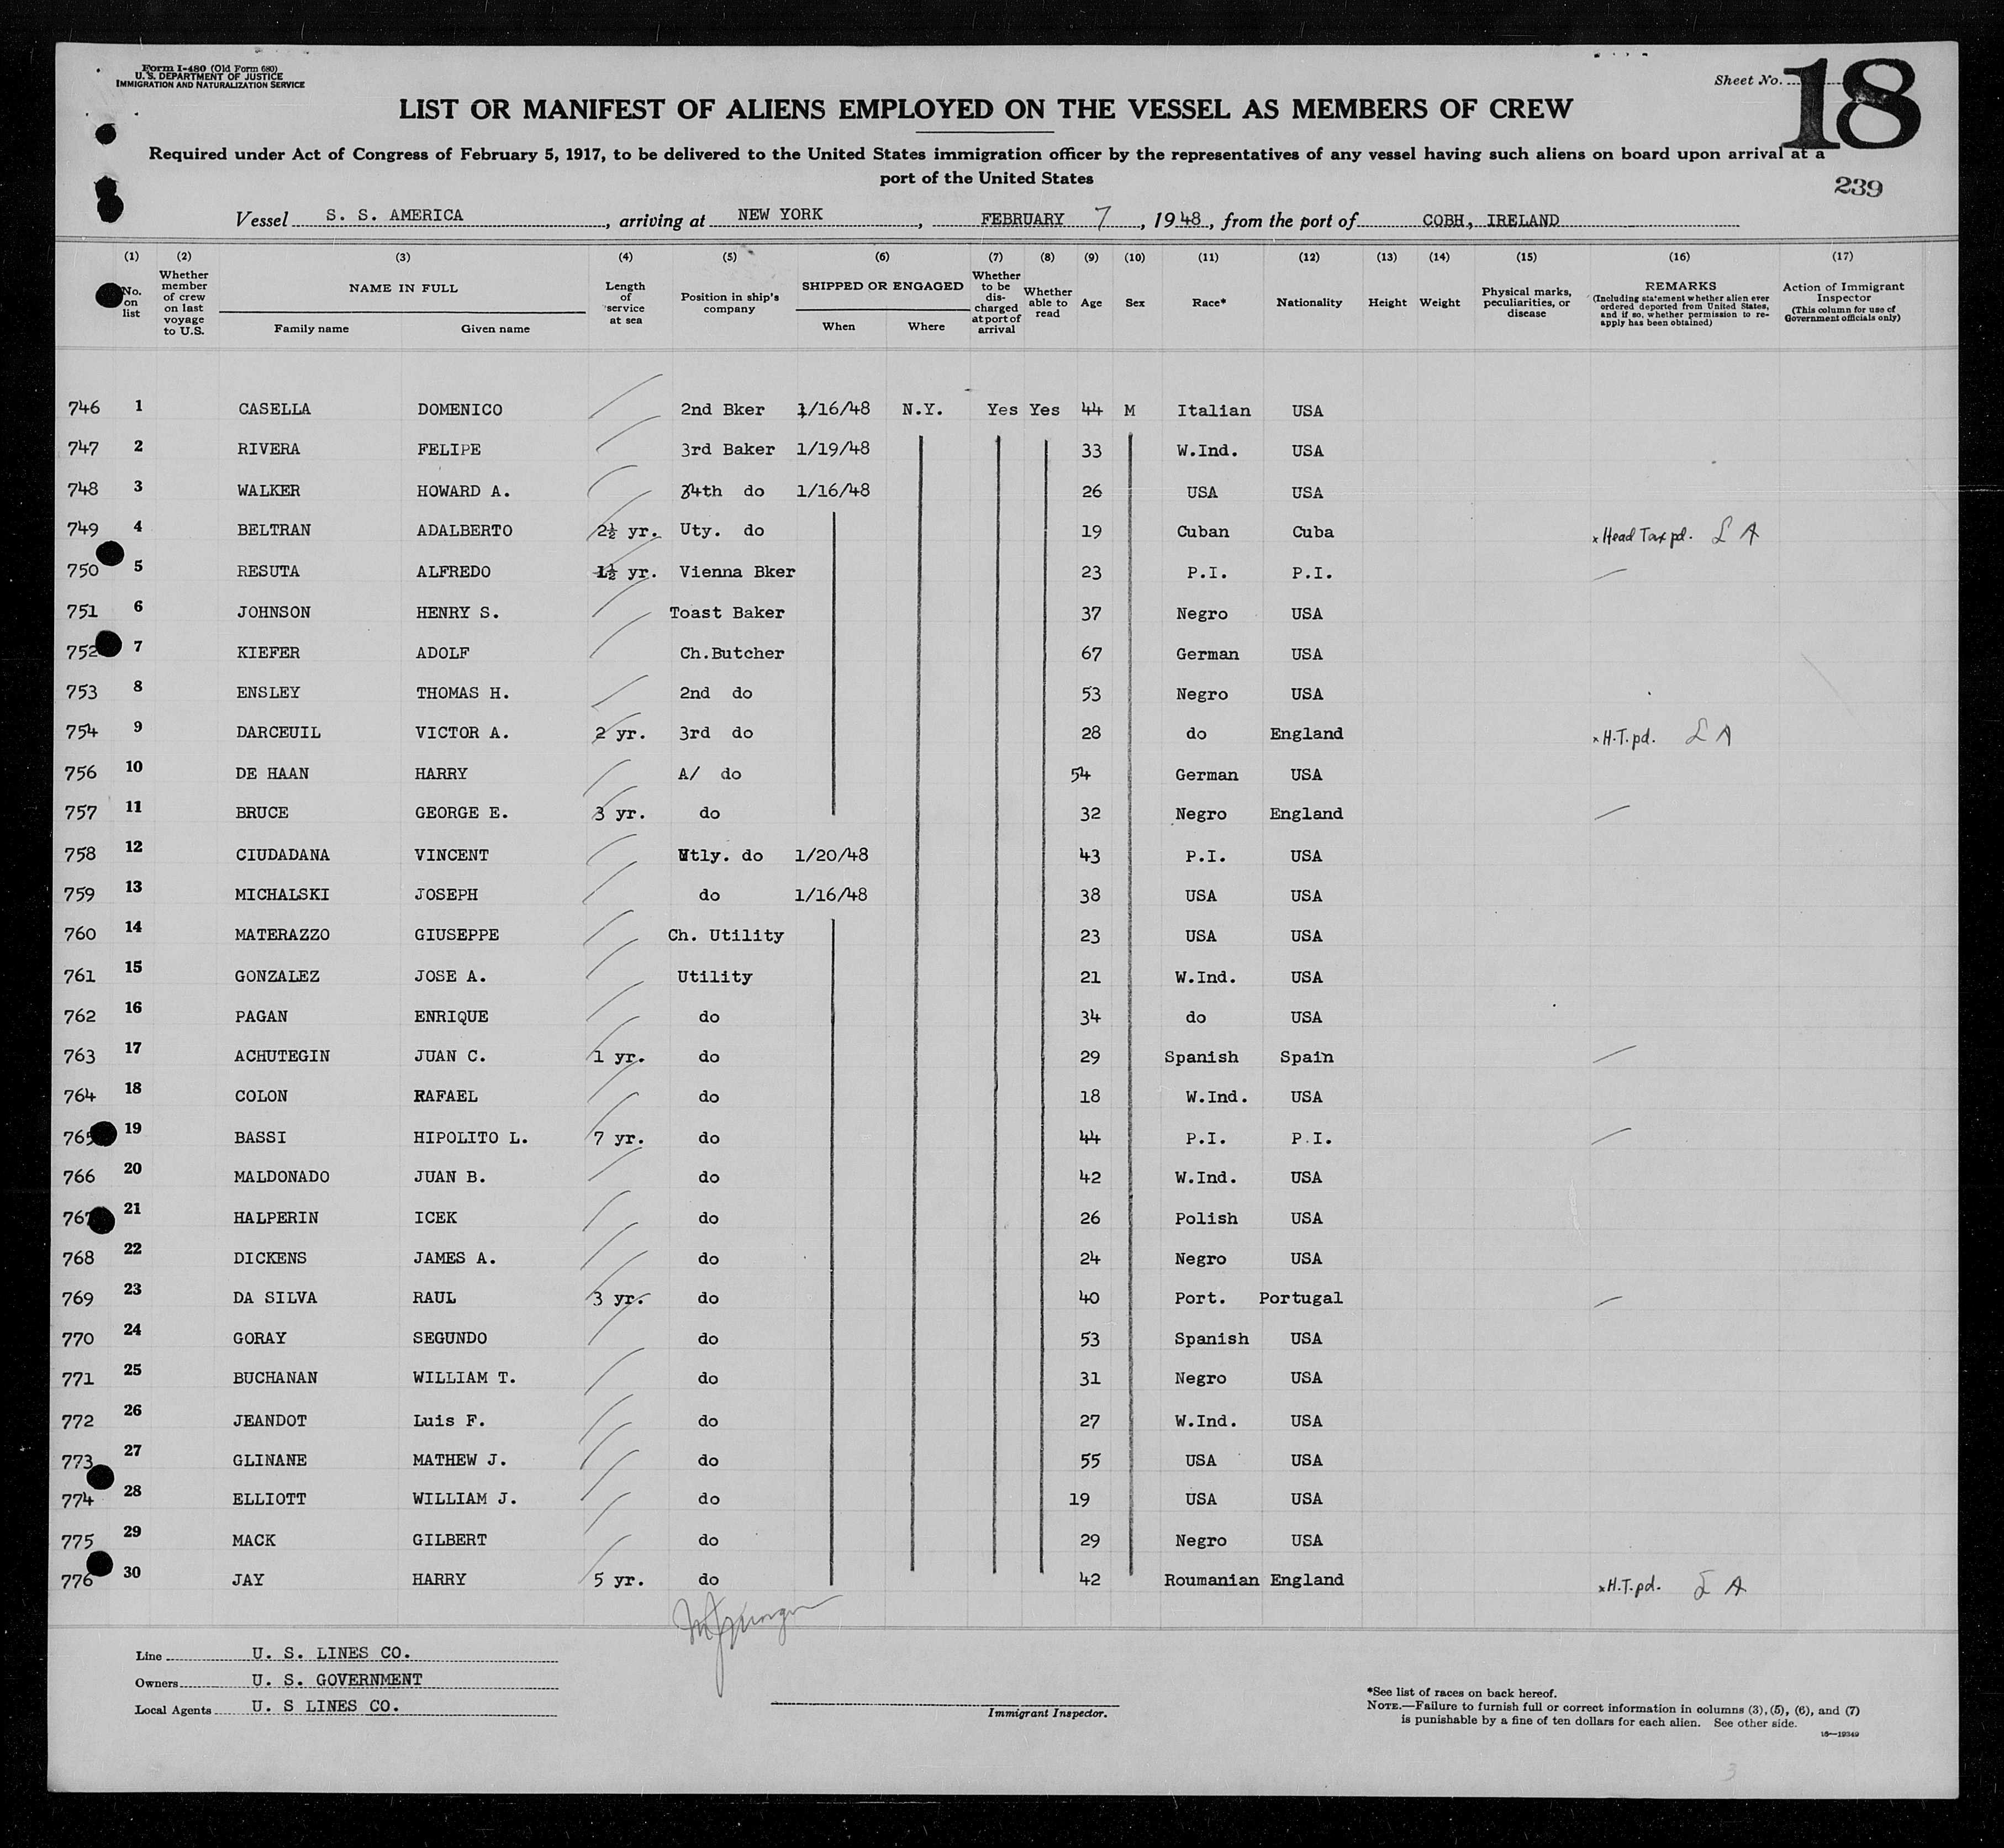 Form I-480 (Old Form 680)
U. S. DEPARTMENT OF JUSTICE
IMMIGRATION AND NATURALIZATION SERVICE
Sheet No. 18
LIST OR MANIFEST OF ALIENS EMPLOYED ON THE VESSEL AS MEMBERS OF CREW
Required under Act of Congress of February 5, 1917, to be delivered to the United States immigration officer by the representatives of any vessel having such aliens on board upon arrival at a
port of the United States
239
Vessel S. S. AMERICA, arriving at NEW YORK, FEBRUARY 7, 1948, from the port of COBH, IRELAND
(1) (2) (3) (4) (5) (6) (7) (8) (9) (10) (11) (12) (13) (14) (15) (16) (17)
No. on list
Whether member of crew on last voyage to U.S.
NAME IN FULL
Family name Given name
Length of service at sea
Position in ship's company
SHIPPED OR ENGAGED
When Where
Whether to be discharged at port of arrival
Whether able to read
Age
Sex
Race*
Nationality
Height
Weight
Physical marks, peculiarities, or disease
REMARKS
(Including statement whether alien ever ordered deported from United States, and if so, whether permission to re-apply has been obtained)
Action of Immigrant Inspector
(This column for use of Government officials only)
746 1 CASELLA DOMENICO 2nd Bker 1/16/48 N.Y. Yes Yes 44 M Italian USA
747 2 RIVERA FELIPE 3rd Baker 1/19/48 33 W.Ind. USA
748 3 WALKER HOWARD A. 4th do 1/16/48 26 USA USA
749 4 BELTRAN ADALBERTO 2½ yr. Uty. do 19 Cuban Cuba x Head Tax pd. £ A
750 5 RESUTA ALFREDO 1½ yr. Vienna Bker 23 P.I. P.I.
751 6 JOHNSON HENRY S. Toast Baker 37 Negro USA
752 7 KIEFER ADOLF Ch.Butcher 67 German USA
753 8 ENSLEY THOMAS H. 2nd do 53 Negro USA
754 9 DARCEUIL VICTOR A. 2 yr. 3rd do 28 do England x H.T. pd. £ A
756 10 DE HAAN HARRY A/ do 54 German USA
757 11 BRUCE GEORGE E. 3 yr. do 32 Negro England
758 12 CIUDADANA VINCENT Utly. do 1/20/48 43 P.I. USA
759 13 MICHALSKI JOSEPH do 1/16/48 38 USA USA
760 14 MATERAZZO GIUSEPPE Ch. Utility 23 USA USA
761 15 GONZALEZ JOSE A. Utility 21 W.Ind. USA
762 16 PAGAN ENRIQUE do 34 do USA
763 17 ACHUTEGIN JUAN C. 1 yr. do 29 Spanish Spain
764 18 COLON RAFAEL do 18 W.Ind. USA
765 19 BASSI HIPOLITO L. 7 yr. do 44 P.I. P.I.
766 20 MALDONADO JUAN B. do 42 W.Ind. USA
767 21 HALPERIN ICEK do 26 Polish USA
768 22 DICKENS JAMES A. do 24 Negro USA
769 23 DA SILVA RAUL 3 yr. do 40 Port. Portugal
770 24 GORAY SEGUNDO do 53 Spanish USA
771 25 BUCHANAN WILLIAM T. do 31 Negro USA
772 26 JEANDOT Luis F. do 27 W.Ind. USA
773 27 GLINANE MATHEW J. do 55 USA USA
774 28 ELLIOTT WILLIAM J. do 19 USA USA
775 29 MACK GILBERT do 29 Negro USA
776 30 JAY HARRY 5 yr. do 42 Roumanian England x H.T. pd. £ A
Line U. S. LINES CO.
Owners U. S. GOVERNMENT
Local Agents U. S LINES CO.
Immigrant Inspector.
*See list of races on back hereof.
NOTE.—Failure to furnish full or correct information in columns (3), (5), (6), and (7)
is punishable by a fine of ten dollars for each alien. See other side.
16—19349
3